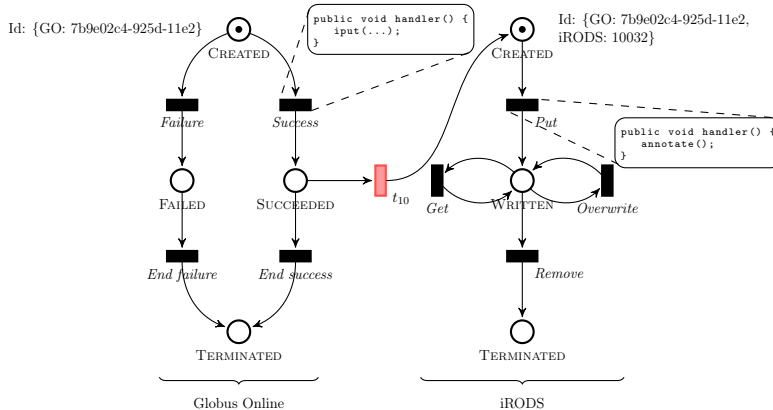 Id: {GO: 7b9e02c4-925d-11e2}
CREATED
public void handler() {
iput(...);
}
CREATED
Id: {GO: 7b9e02c4-925d-11e2,
iRODS: 10032}
Failure
Success
Put
public void handler() {
annotate();
}
FAILED
SUCCEEDED
t10
Get
WRITTEN
Overwrite
End failure
End success
Remove
TERMINATED
TERMINATED
Globus Online
iRODS